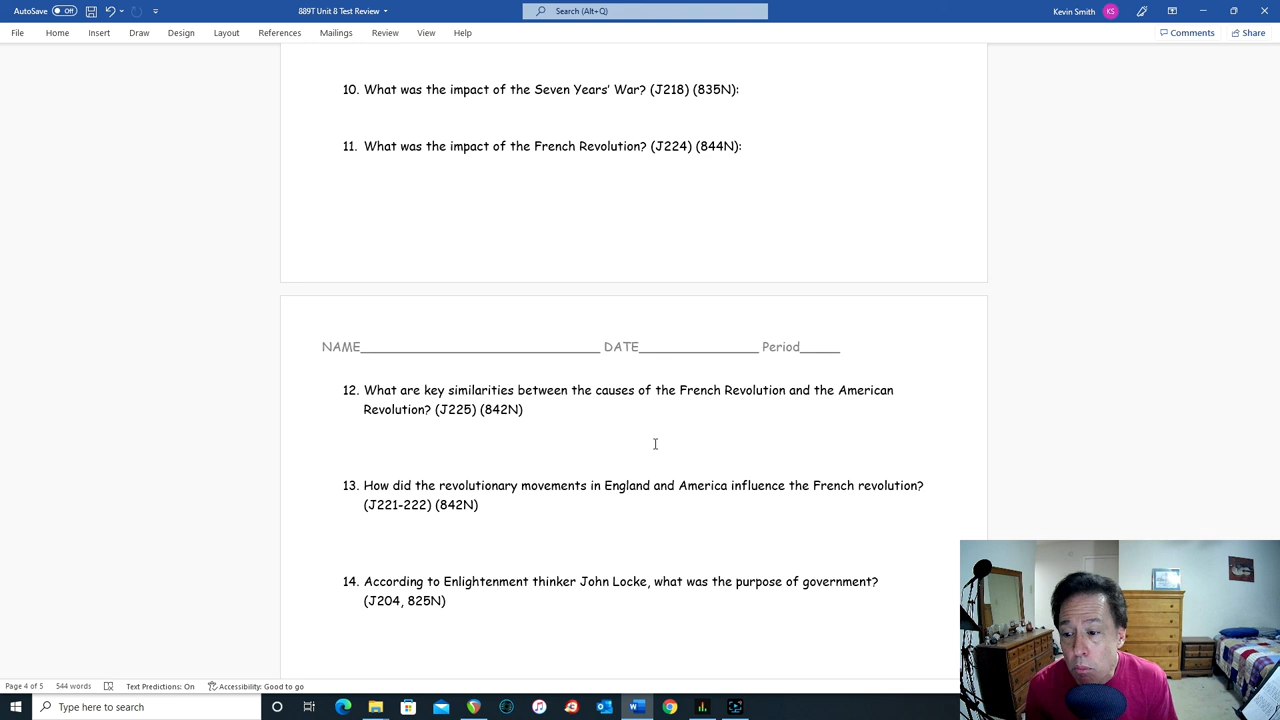 AutoSave Off 889T Unit 8 Test Review Search (Alt+Q) Kevin Smith KS
File Home Insert Draw Design Layout References Mailings Review View Help Comments Share
10. What was the impact of the Seven Years' War? (J218) (835N):
11. What was the impact of the French Revolution? (J224) (844N):
NAME______________________________ DATE_______________ Period_____
12. What are key similarities between the causes of the French Revolution and the American
Revolution? (J225) (842N)
13. How did the revolutionary movements in England and America influence the French revolution?
(J221-222) (842N)
14. According to Enlightenment thinker John Locke, what was the purpose of government?
(J204, 825N)
Page 4 of 5 544 words Text Predictions: On Accessibility: Good to go
Type here to search